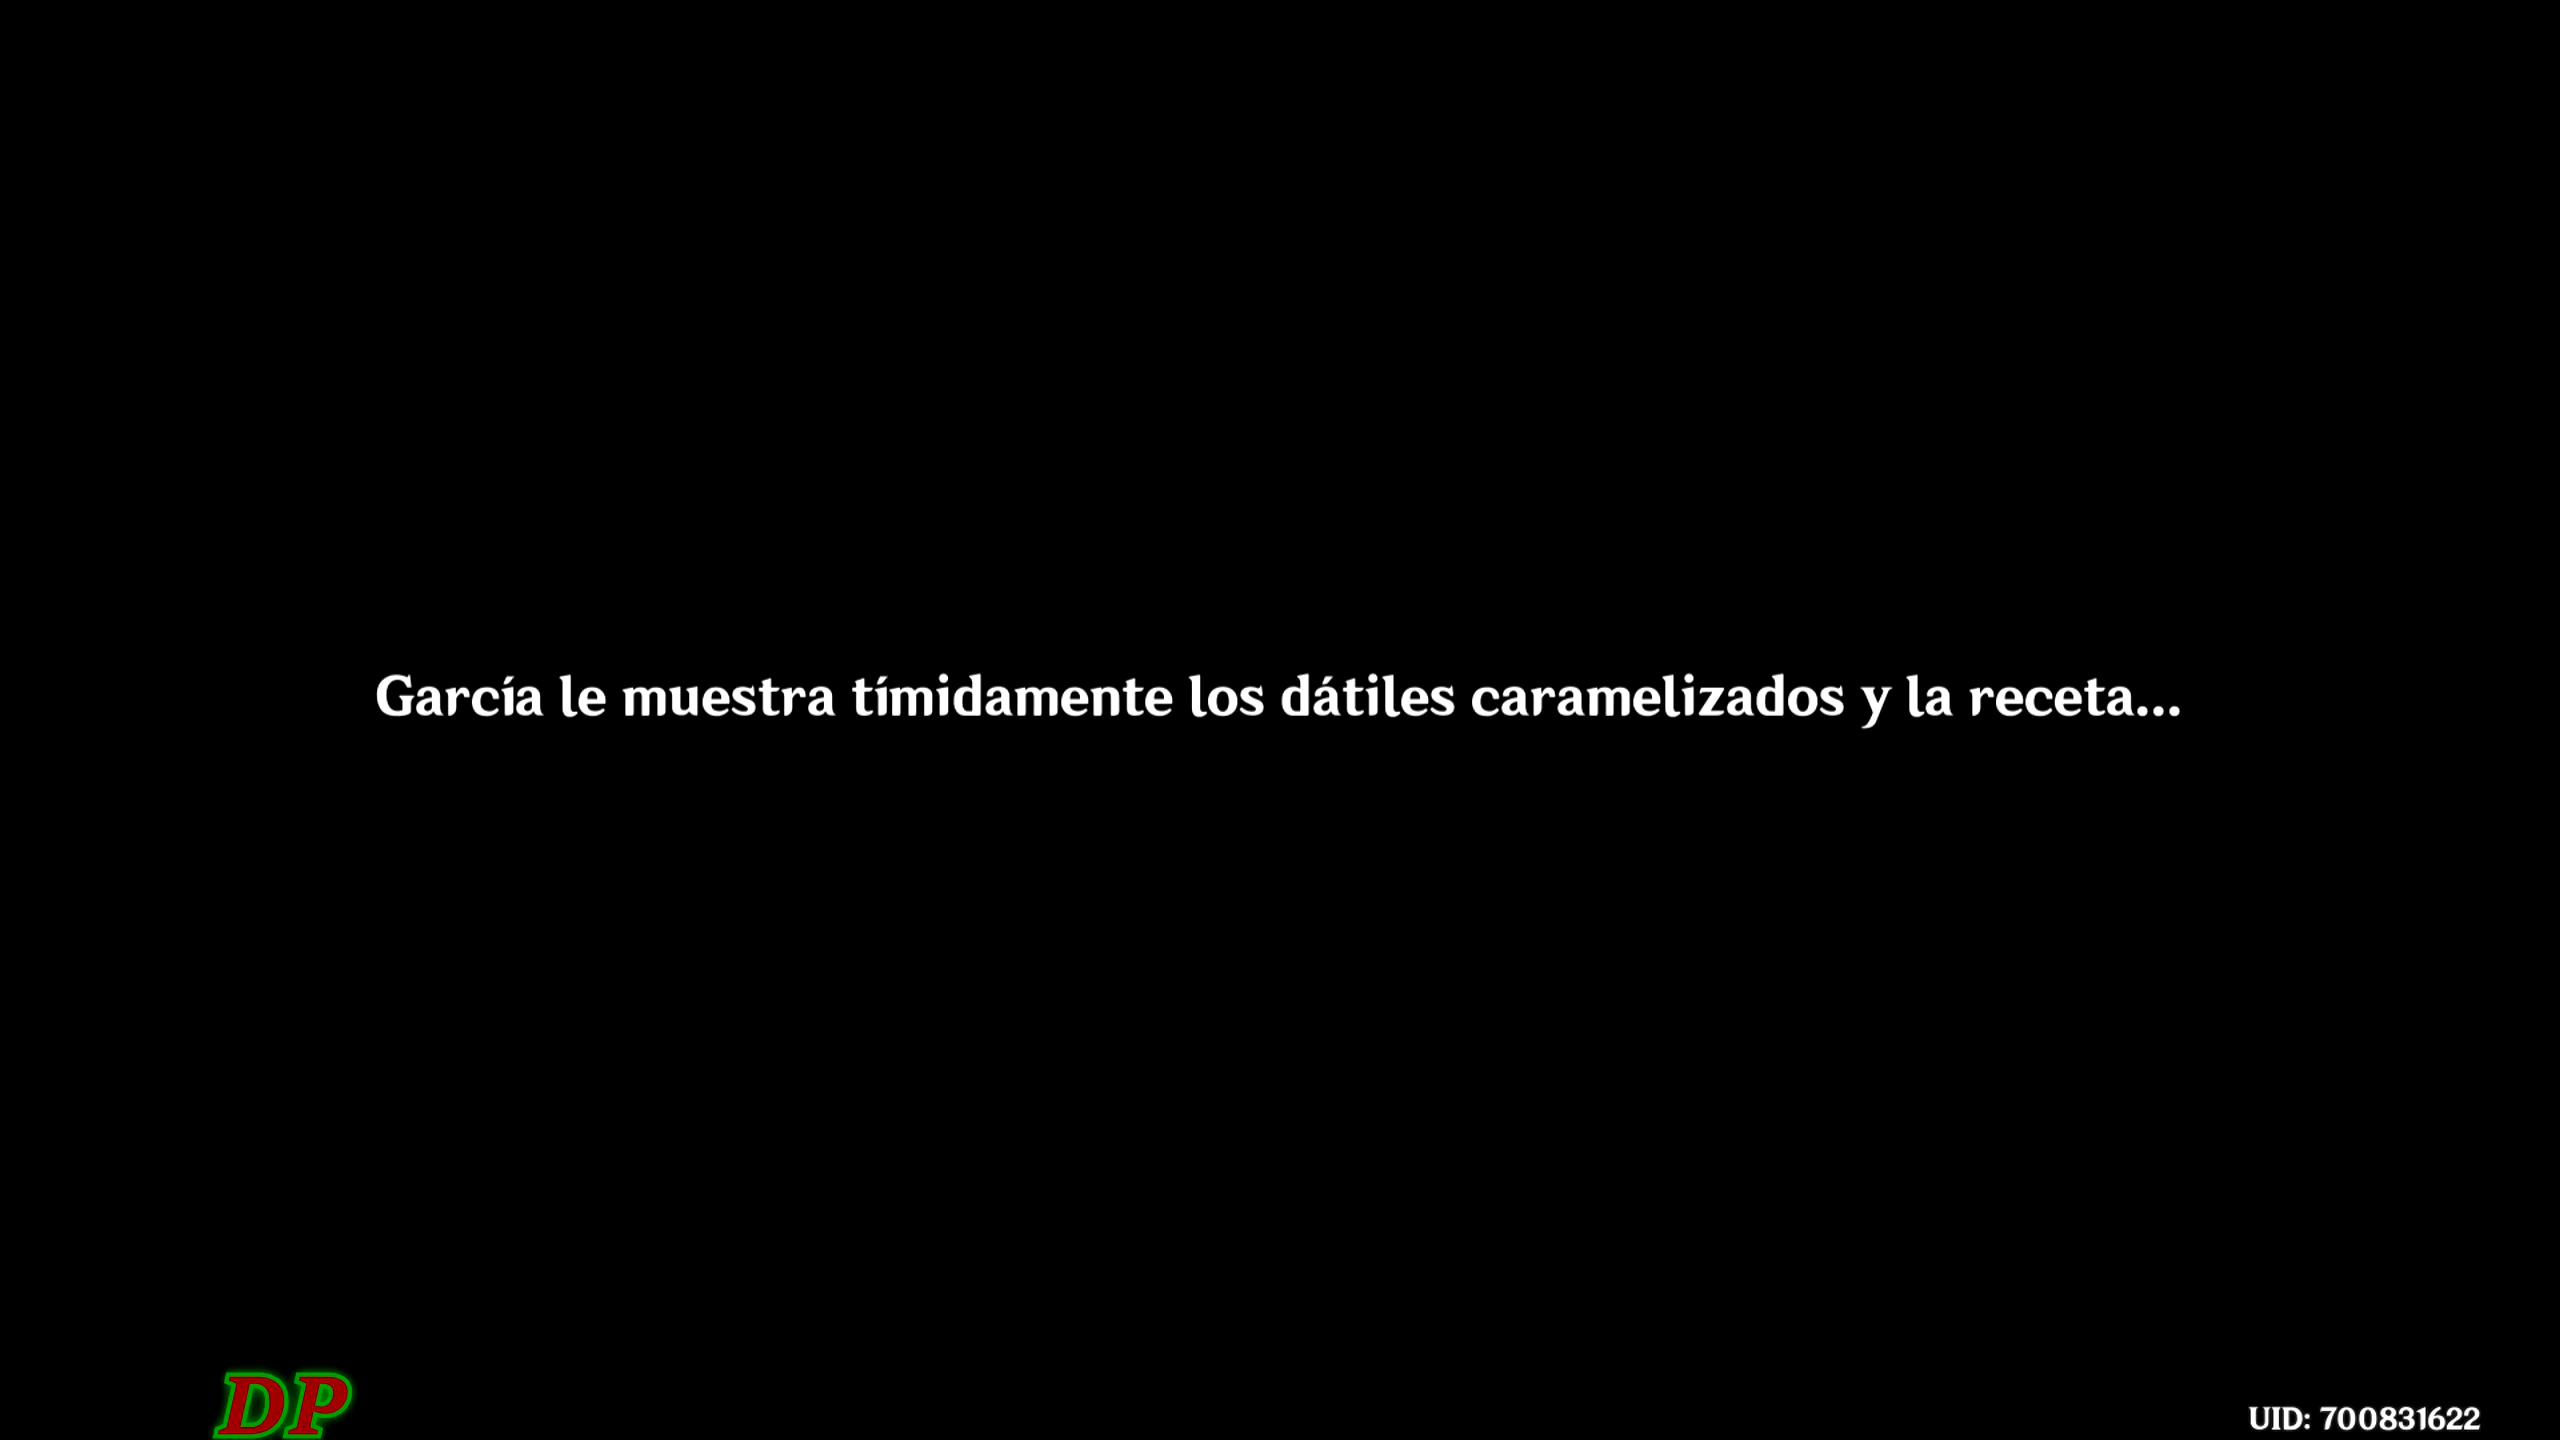 García le muestra tímidamente los dátiles caramelizados y la receta...
DP
UID: 700831622